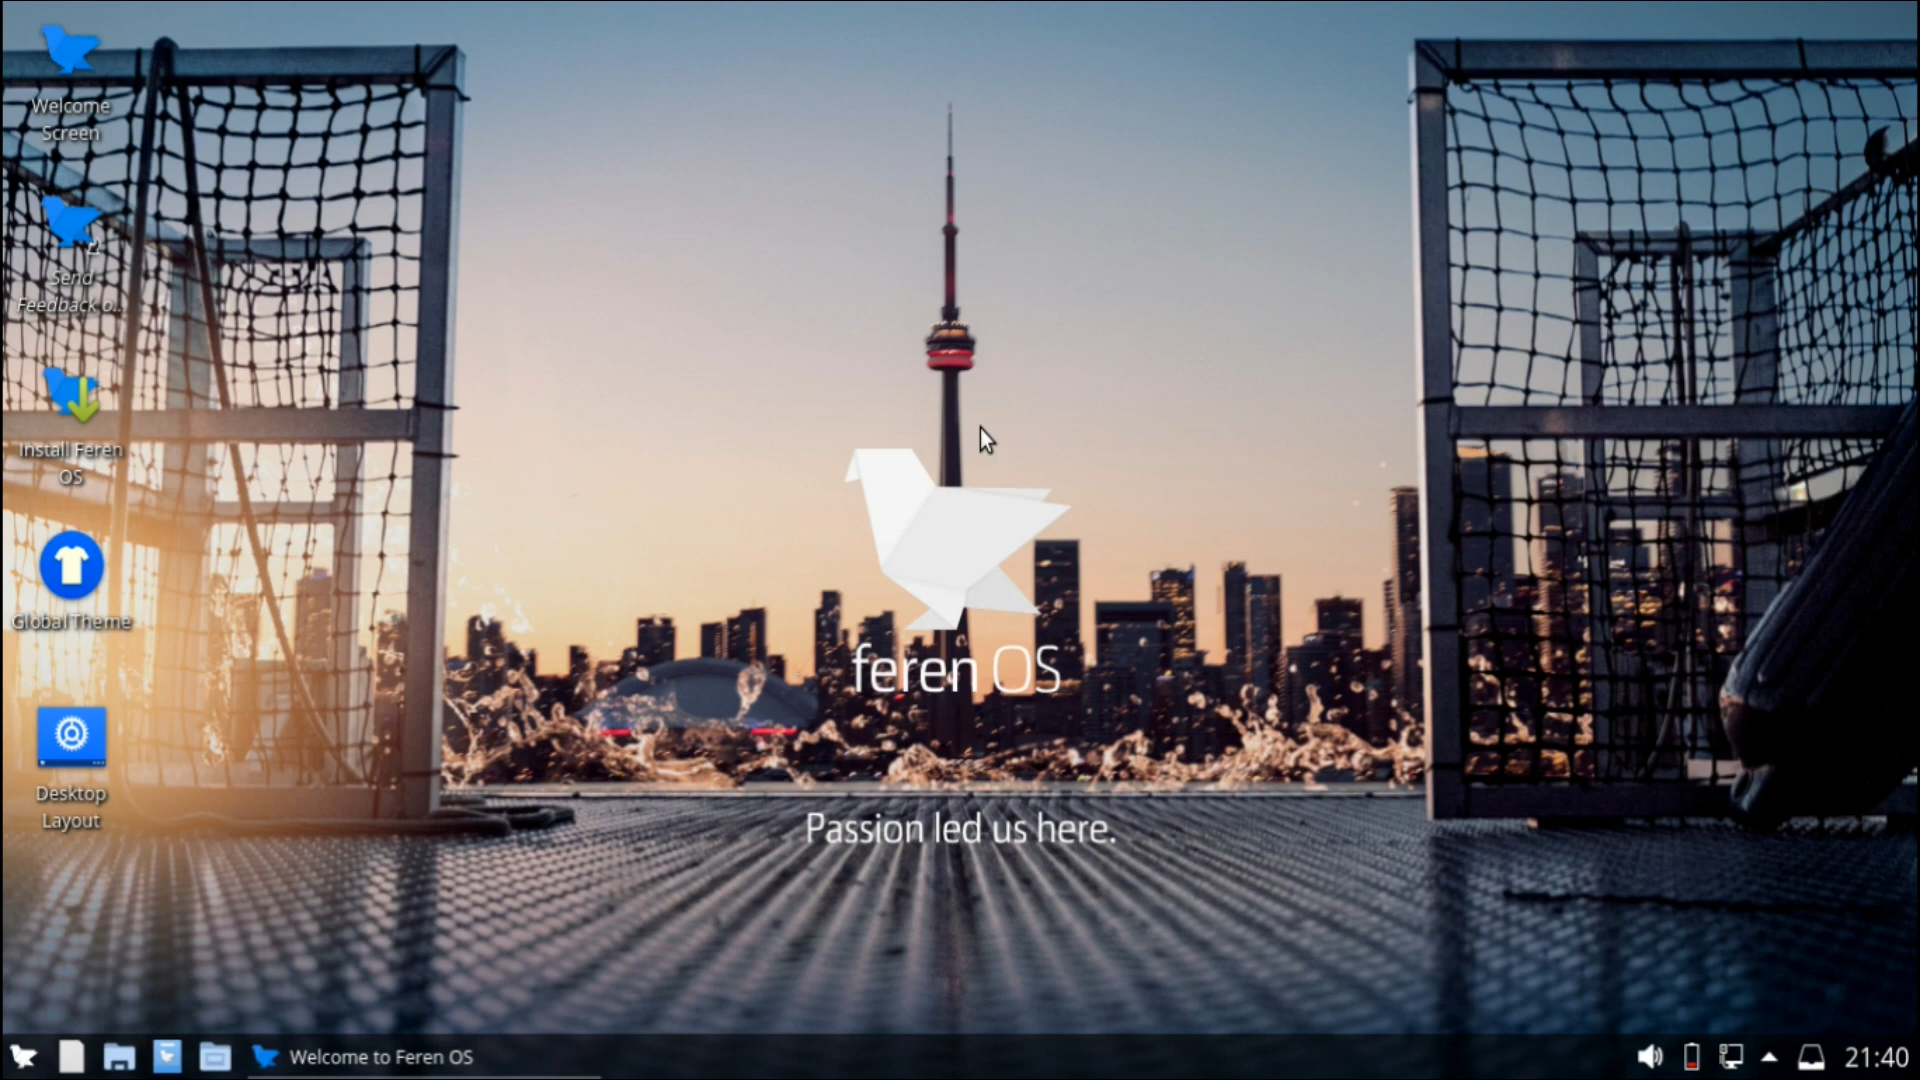 Welcome
Screen
Send
Feedback o...
Install Feren
OS
Global Theme
Desktop
Layout
feren OS
Passion led us here.
Welcome to Feren OS
21:40